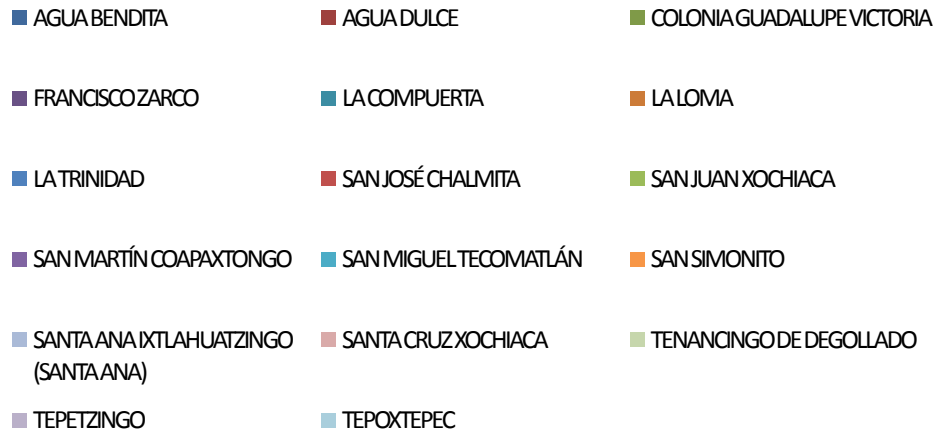 AGUA BENDITA
AGUA DULCE
COLONIA GUADALUPE VICTORIA
FRANCISCO ZARCO
LA COMPUERTA
LA LOMA
LA TRINIDAD
SAN JOSÉ CHALMITA
SAN JUAN XOCHIACA
SAN MARTÍN COAPAXTONGO
SAN MIGUEL TECOMATLÁN
SAN SIMONITO
SANTA ANA IXTLAHUATZINGO
(SANTA ANA)
SANTA CRUZ XOCHIACA
TENANCINGO DE DEGOLLADO
TEPETZINGO
TEPOXTEPEC